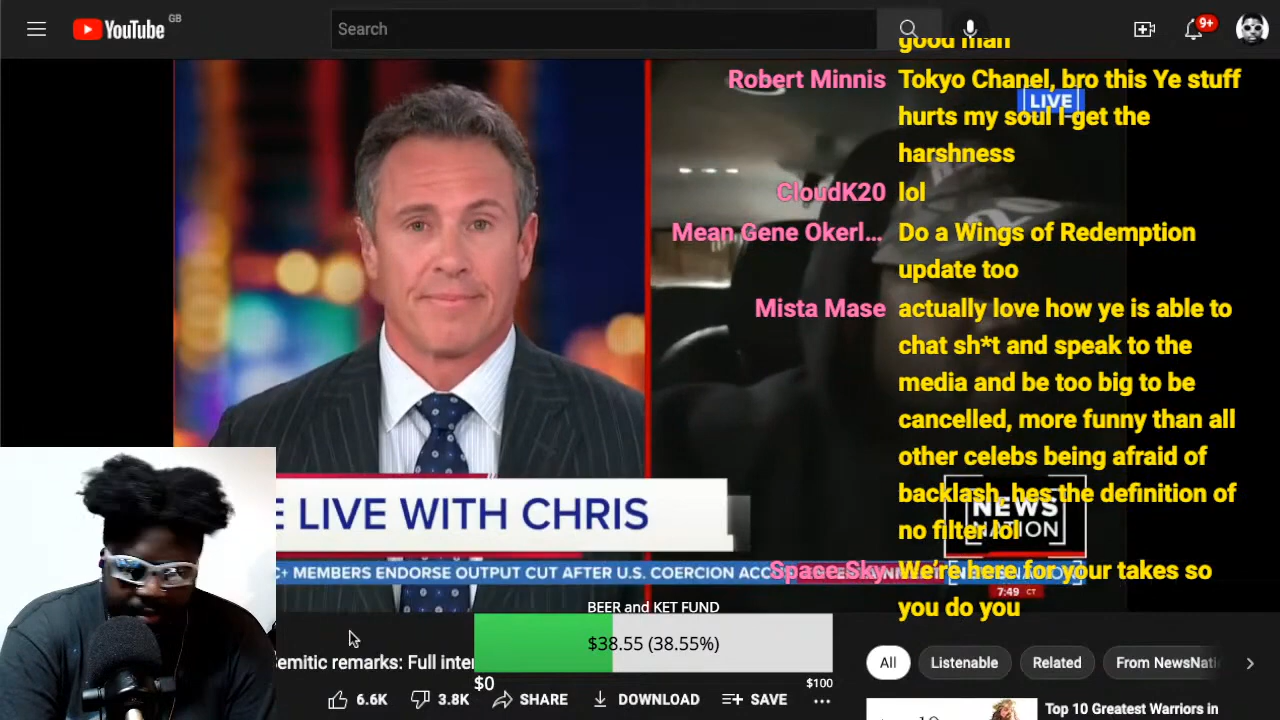 YouTube GB
Search
9+
good man
Robert Minnis Tokyo Chanel, bro this Ye stuff
hurts my soul I get the
harshness
LIVE
CloudK20 lol
Mean Gene Okerl... Do a Wings of Redemption
update too
Mista Mase actually love how ye is able to
chat sh*t and speak to the
media and be too big to be
cancelled, more funny than all
other celebs being afraid of
backlash, hes the definition of
no filter lol
NEWS
NATION
E LIVE WITH CHRIS
C+ MEMBERS ENDORSE OUTPUT CUT AFTER U.S. COERCION ACC
Space Sky We're here for your takes so
you do you
7:49 CT
BEER and KET FUND
$38.55 (38.55%)
$0
$100
emitic remarks: Full inter
6.6K 3.8K SHARE DOWNLOAD SAVE ...
All Listenable Related From NewsNati
Top 10 Greatest Warriors in